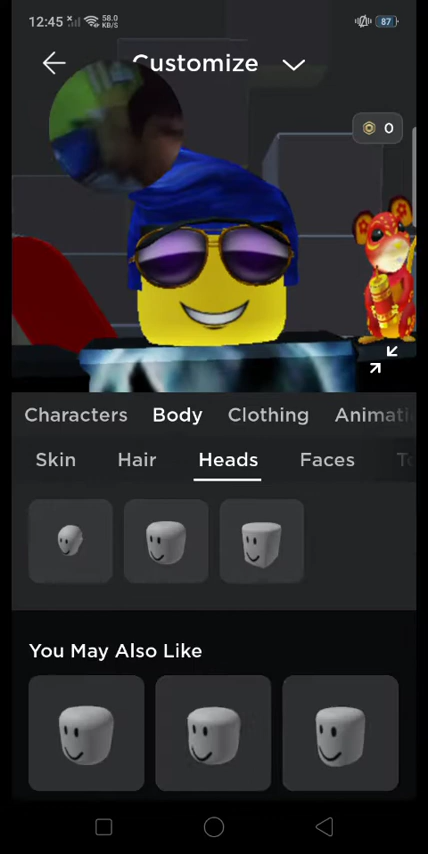 12:45 58.0 KB/S 87
Customize
0
Characters Body Clothing Animati
Skin Hair Heads Faces To
You May Also Like